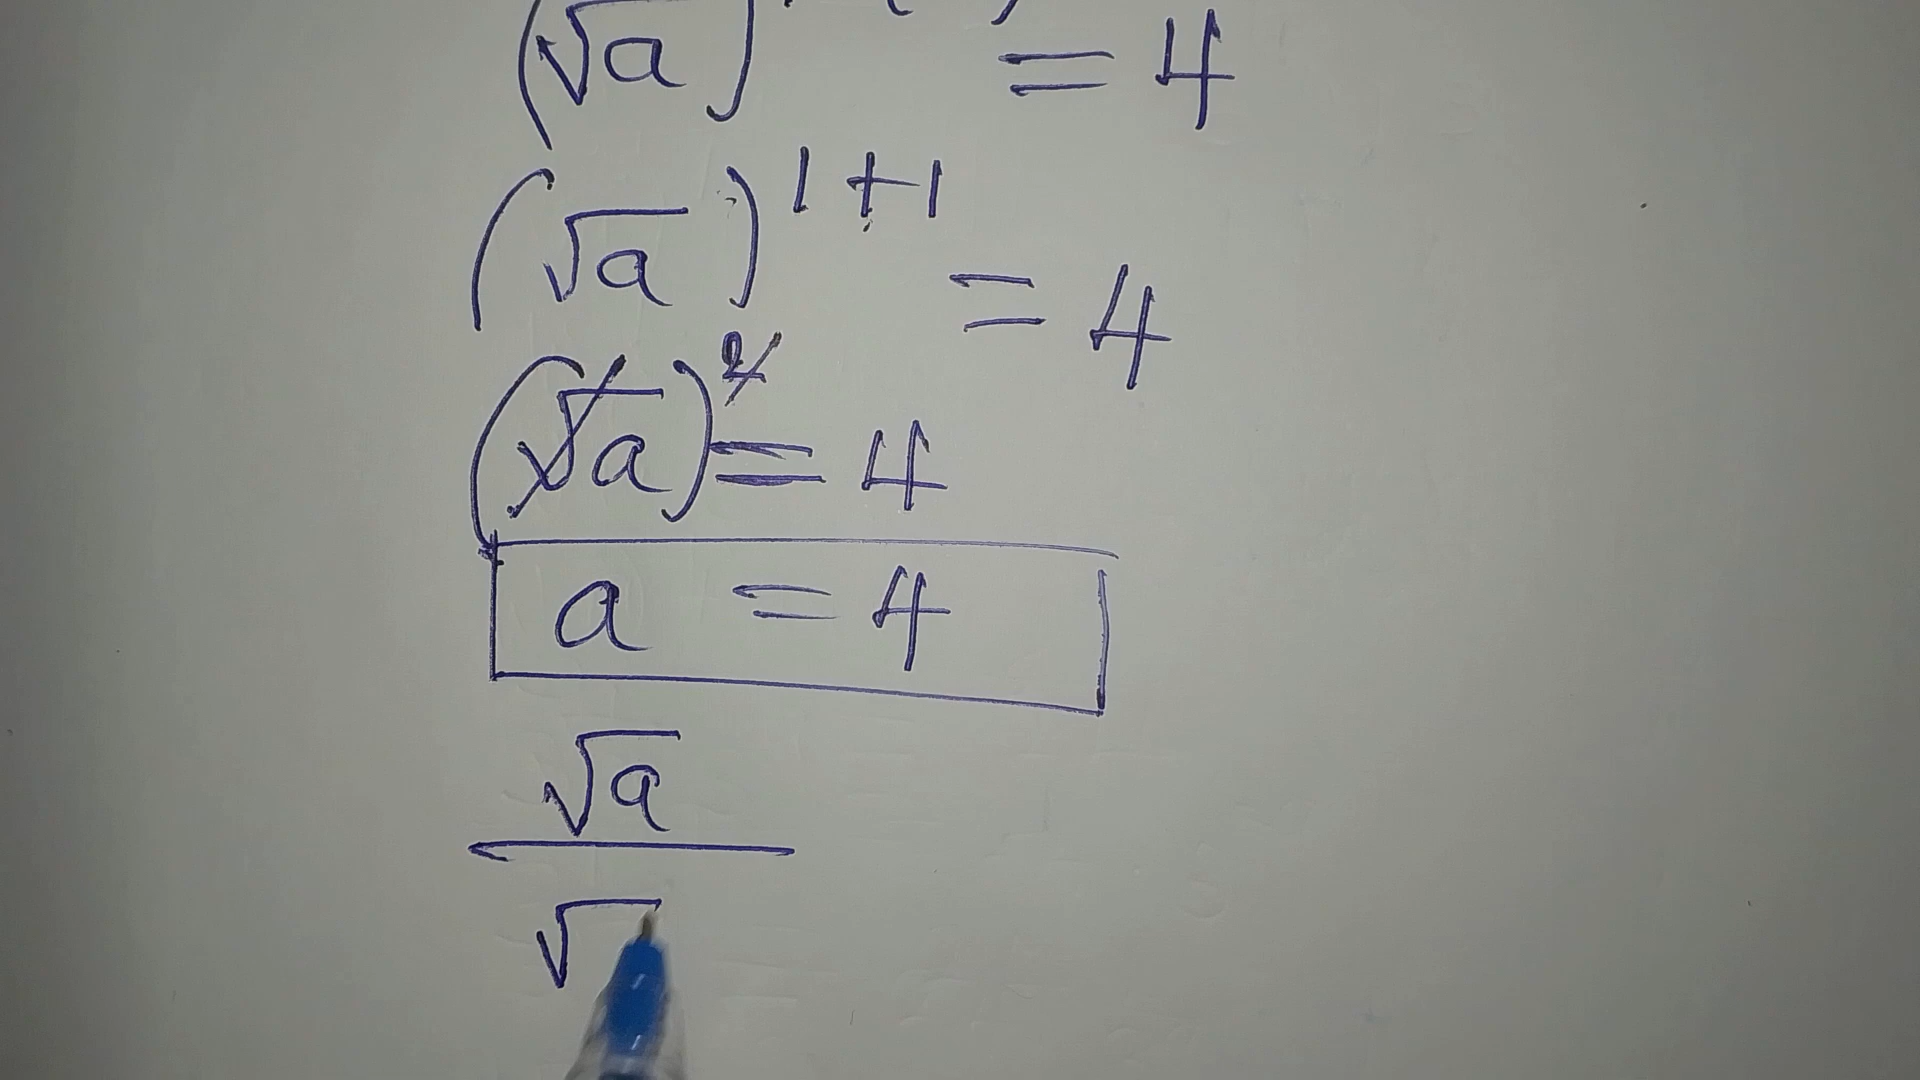 (√a) = 4
(√a)^1+1 = 4
(√a)^2 = 4
a = 4
√a
√